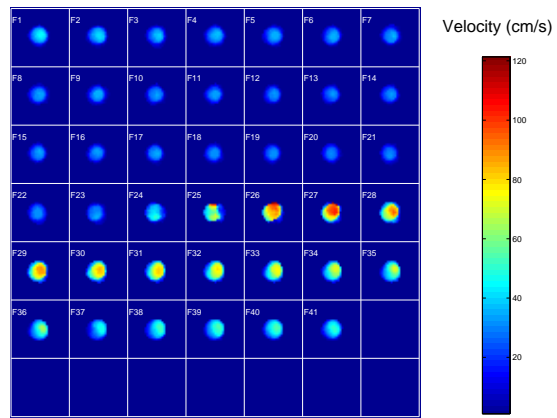 Velocity (cm/s)
F1 F2 F3 F4 F5 F6 F7
F8 F9 F10 F11 F12 F13 F14
F15 F16 F17 F18 F19 F20 F21
F22 F23 F24 F25 F26 F27 F28
F29 F30 F31 F32 F33 F34 F35
F36 F37 F38 F39 F40 F41
120
100
80
60
40
20